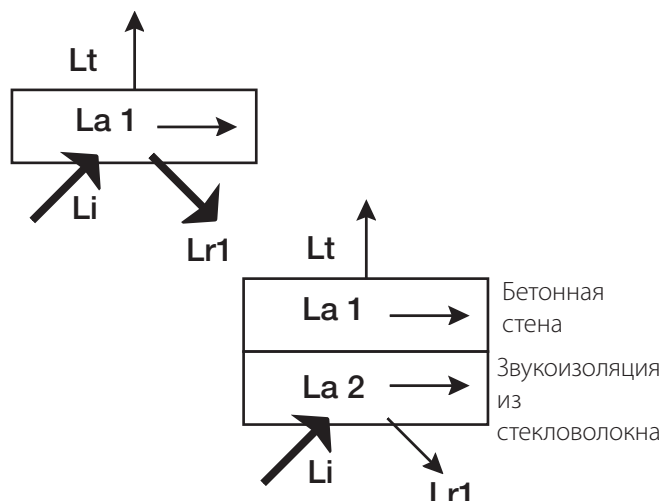 Lt
La 1
Li
Lr1
Lt
La 1
Бетонная
стена
La 2
Звукоизоляция
из
стекловолокна
Li
Lr1